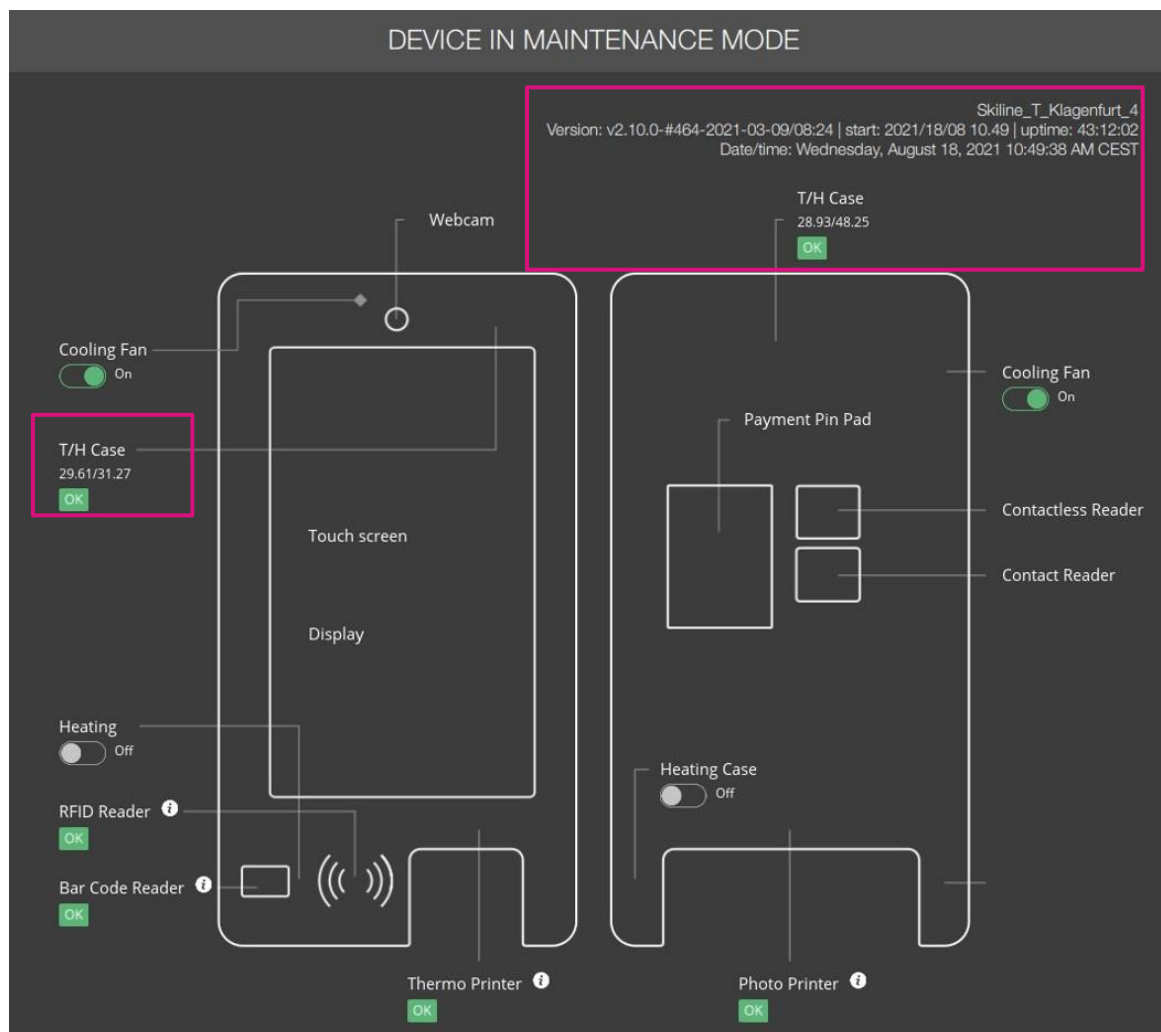 DEVICE IN MAINTENANCE MODE
Skiline_T_Klagenfurt_4
Version: v2.10.0-#464-2021-03-09/08:24 | start: 2021/18/08 10.49 | uptime: 43:12:02
Date/time: Wednesday, August 18, 2021 10:49:38 AM CEST
T/H Case
28.93/48.25
OK
Webcam
Cooling Fan
On
T/H Case
29.61/31.27
OK
Touch screen
Display
Heating
Off
RFID Reader i
OK
Bar Code Reader i
OK
Thermo Printer i
OK
Cooling Fan
On
Payment Pin Pad
Contactless Reader
Contact Reader
Heating Case
Off
Photo Printer i
OK